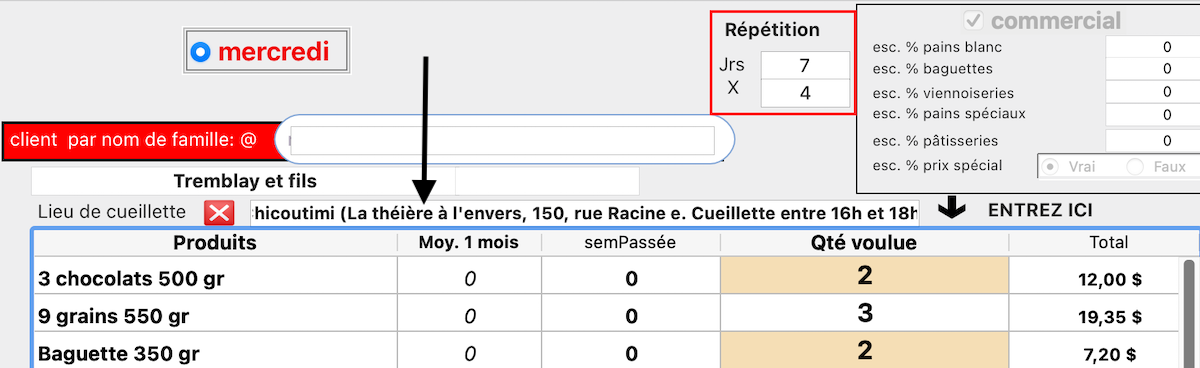 commercial
mercredi
Répétition
Jrs 7
X 4
esc. % pains blanc 0
esc. % baguettes 0
esc. % viennoiseries 0
esc. % pains spéciaux 0
esc. % pâtisseries 0
esc. % prix spécial Vrai Faux
client par nom de famille: @
Tremblay et fils
Lieu de cueillette hicoutimi (La théière à l'envers, 150, rue Racine e. Cueillette entre 16h et 18h ENTREZ ICI
Produits Moy. 1 mois semPassée Qté voulue Total
3 chocolats 500 gr 0 0 2 12,00 $
9 grains 550 gr 0 0 3 19,35 $
Baguette 350 gr 0 0 2 7,20 $